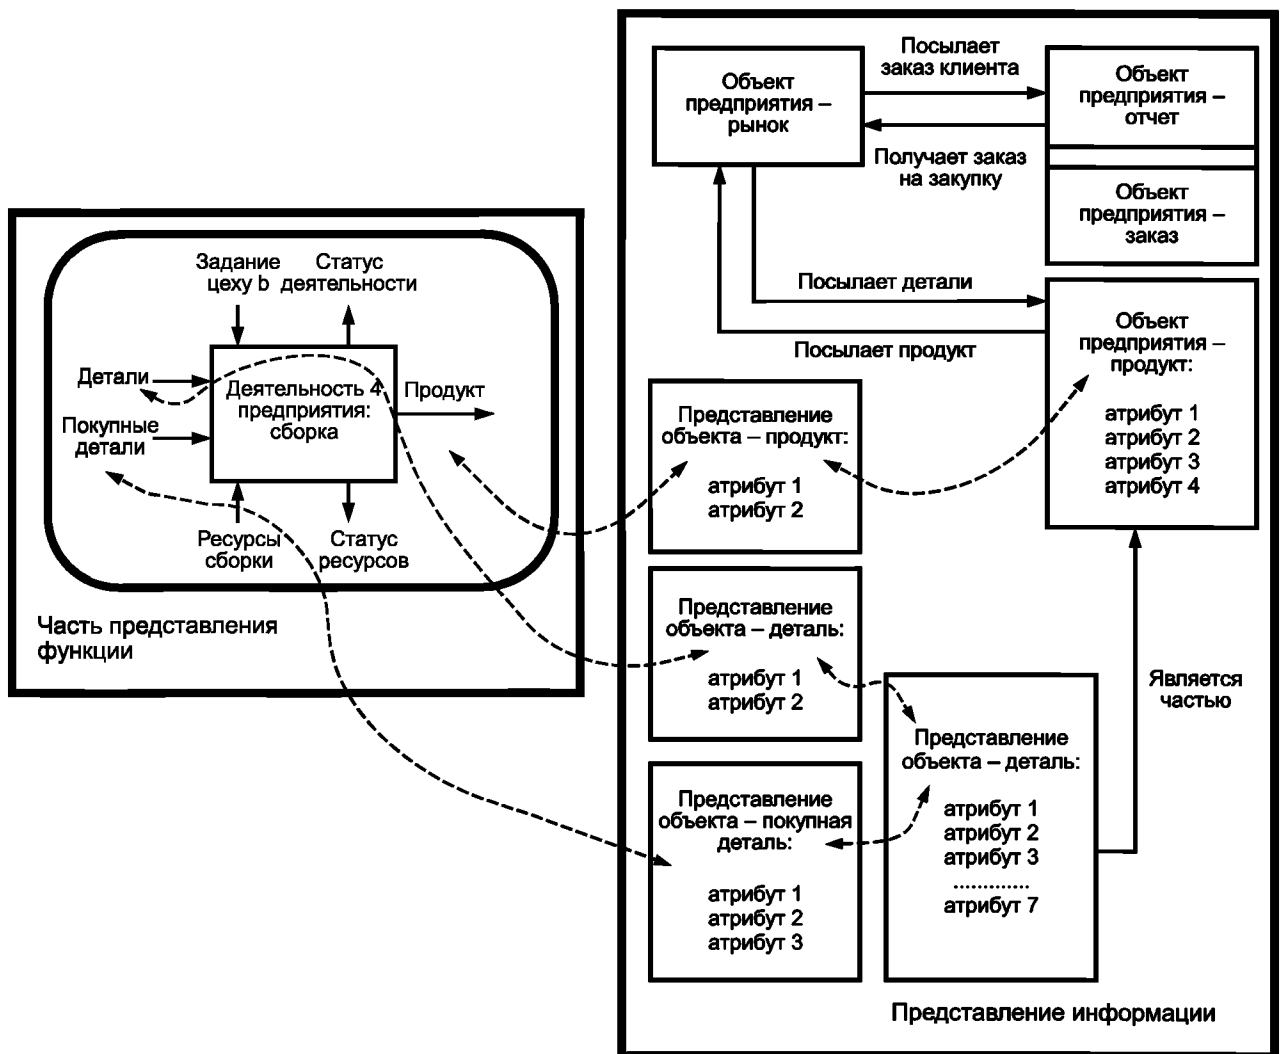 Задание
цеху b
Статус
деятельности
Детали
Покупные
детали
Деятельность 4
предприятия:
сборка
Продукт
Ресурсы
сборки
Статус
ресурсов
Часть представления
функции
Объект
предприятия –
рынок
Посылает
заказ клиента
Получает заказ
на закупку
Объект
предприятия –
отчет
Объект
предприятия –
заказ
Посылает детали
Посылает продукт
Объект
предприятия –
продукт:
атрибут 1
атрибут 2
атрибут 3
атрибут 4
Представление
объекта – продукт:
атрибут 1
атрибут 2
Представление
объекта – деталь:
атрибут 1
атрибут 2
Представление
объекта – покупная
деталь:
атрибут 1
атрибут 2
атрибут 3
Представление
объекта – деталь:
атрибут 1
атрибут 2
атрибут 3
..............
атрибут 7
Является
частью
Представление информации